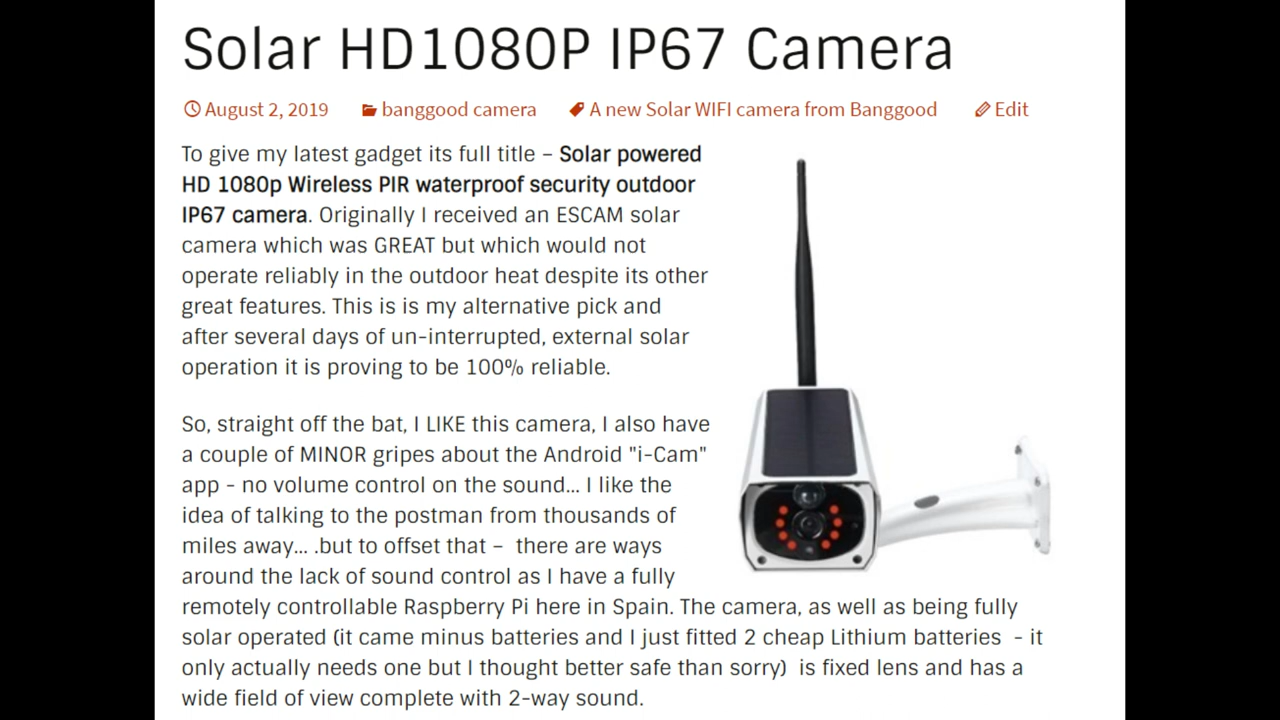 Solar HD1080P IP67 Camera
August 2, 2019 banggood camera A new Solar WIFI camera from Banggood Edit
To give my latest gadget its full title – Solar powered
HD 1080p Wireless PIR waterproof security outdoor
IP67 camera. Originally I received an ESCAM solar
camera which was GREAT but which would not
operate reliably in the outdoor heat despite its other
great features. This is is my alternative pick and
after several days of un-interrupted, external solar
operation it is proving to be 100% reliable.
So, straight off the bat, I LIKE this camera, I also have
a couple of MINOR gripes about the Android "i-Cam"
app - no volume control on the sound... I like the
idea of talking to the postman from thousands of
miles away... .but to offset that – there are ways
around the lack of sound control as I have a fully
remotely controllable Raspberry Pi here in Spain. The camera, as well as being fully
solar operated (it came minus batteries and I just fitted 2 cheap Lithium batteries - it
only actually needs one but I thought better safe than sorry) is fixed lens and has a
wide field of view complete with 2-way sound.